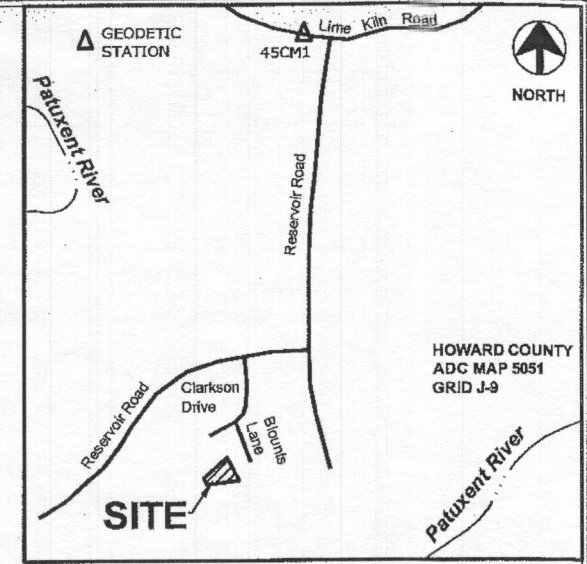 GEODETIC
STATION
45CM1
Lime Kiln Road
NORTH
Patuxent River
Reservoir Road
HOWARD COUNTY
ADC MAP 5051
GRID J-9
Reservoir Road
Clarkson
Drive
Blounts
Lane
SITE
Patuxent River